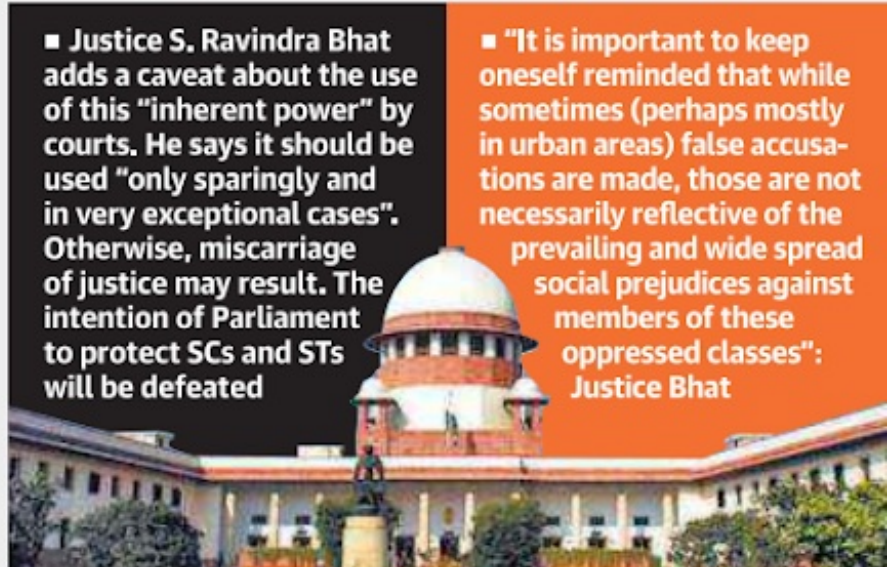 ▪ Justice S. Ravindra Bhat
adds a caveat about the use
of this “inherent power” by
courts. He says it should be
used “only sparingly and
in very exceptional cases”.
Otherwise, miscarriage
of justice may result. The
intention of Parliament
to protect SCs and STs
will be defeated
▪ “It is important to keep
oneself reminded that while
sometimes (perhaps mostly
in urban areas) false accusa-
tions are made, those are not
necessarily reflective of the
prevailing and wide spread
social prejudices against
members of these
oppressed classes”:
Justice Bhat